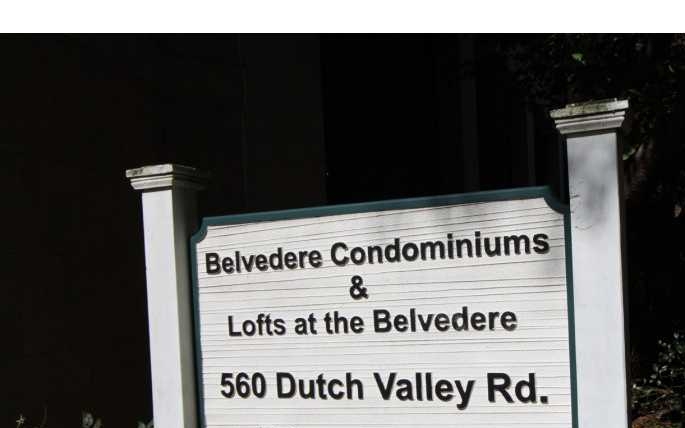 Belvedere Condominiums
&
Lofts at the Belvedere
560 Dutch Valley Rd.